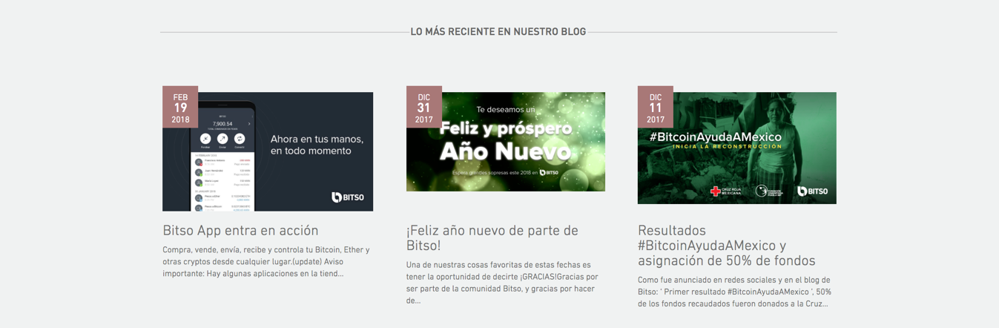 LO MÁS RECIENTE EN NUESTRO BLOG
FEB
19
2018
BITSO
7,900.54
Ahora en tus manos,
en todo momento
BITSO
Bitso App entra en acción
Compra, vende, envía, recibe y controla tu Bitcoin, Ether y
otras cryptos desde cualquier lugar.(update) Aviso
importante: Hay algunas aplicaciones en la tiend...
DIC
31
2017
Te deseamos un
Feliz y próspero
Año Nuevo
Espera grandes sopresas este 2018 en BITSO
¡Feliz año nuevo de parte de
Bitso!
Una de nuestras cosas favoritas de estas fechas es
tener la oportunidad de decirte ¡GRACIAS!Gracias por
ser parte de la comunidad Bitso, y gracias por hacer
de...
DIC
11
2017
#BitcoinAyudaAMexico
INICIA LA RECONSTRUCCIÓN
CRUZ ROJA
MEXICANA
BITSO
Resultados
#BitcoinAyudaAMexico y
asignación de 50% de fondos
Como fue anunciado en redes sociales y en el blog de
Bitso: ‘ Primer resultado #BitcoinAyudaAMexico ’, 50%
de los fondos recaudados fueron donados a la Cruz...